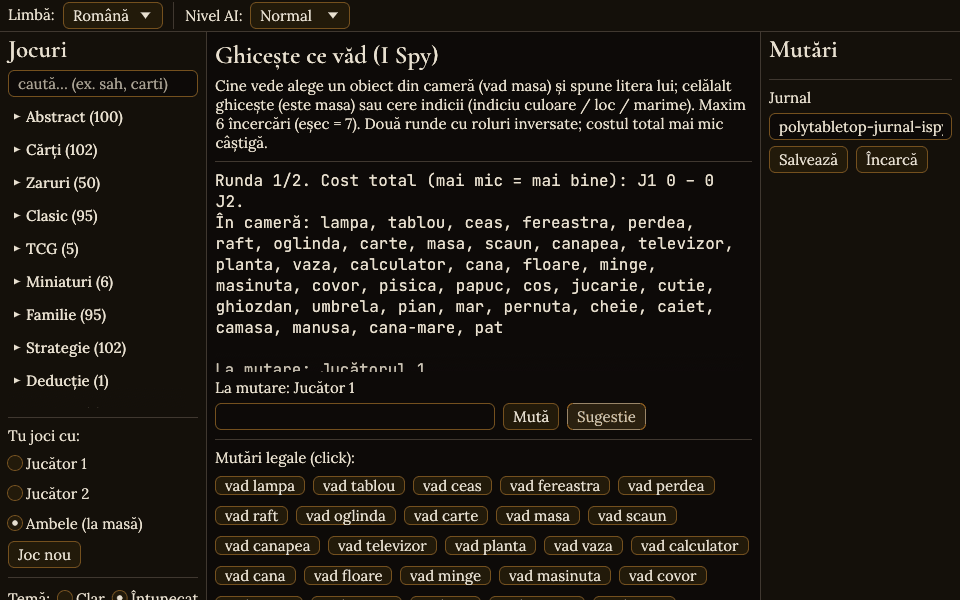 Limbă: Română ▼ Nivel AI: Normal ▼
Jocuri
caută... (ex. sah, carti)
▸ Abstract (100)
▸ Cărți (102)
▸ Zaruri (50)
▸ Clasic (95)
▸ TCG (5)
▸ Miniaturi (6)
▸ Familie (95)
▸ Strategie (102)
▸ Deducție (1)
Tu joci cu:
Jucător 1
Jucător 2
Ambele (la masă)
Joc nou
Temă: Clar Întunecat
Ghicește ce văd (I Spy)
Cine vede alege un obiect din cameră (vad masa) și spune litera lui; celălalt
ghicește (este masa) sau cere indicii (indiciu culoare / loc / marime). Maxim
6 încercări (eșec = 7). Două runde cu roluri inversate; costul total mai mic
câștigă.
Runda 1/2. Cost total (mai mic = mai bine): J1 0 – 0
J2.
În cameră: lampa, tablou, ceas, fereastra, perdea,
raft, oglinda, carte, masa, scaun, canapea, televizor,
planta, vaza, calculator, cana, floare, minge,
masinuta, covor, pisica, papuc, cos, jucarie, cutie,
ghiozdan, umbrela, pian, mar, pernuta, cheie, caiet,
camasa, manusa, cana-mare, pat
La mutare: Jucătorul 1
La mutare: Jucător 1
Mută Sugestie
Mutări legale (click):
vad lampa vad tablou vad ceas vad fereastra vad perdea
vad raft vad oglinda vad carte vad masa vad scaun
vad canapea vad televizor vad planta vad vaza vad calculator
vad cana vad floare vad minge vad masinuta vad covor
Mutări
Jurnal
polytabletop-jurnal-ispy
Salvează Încarcă